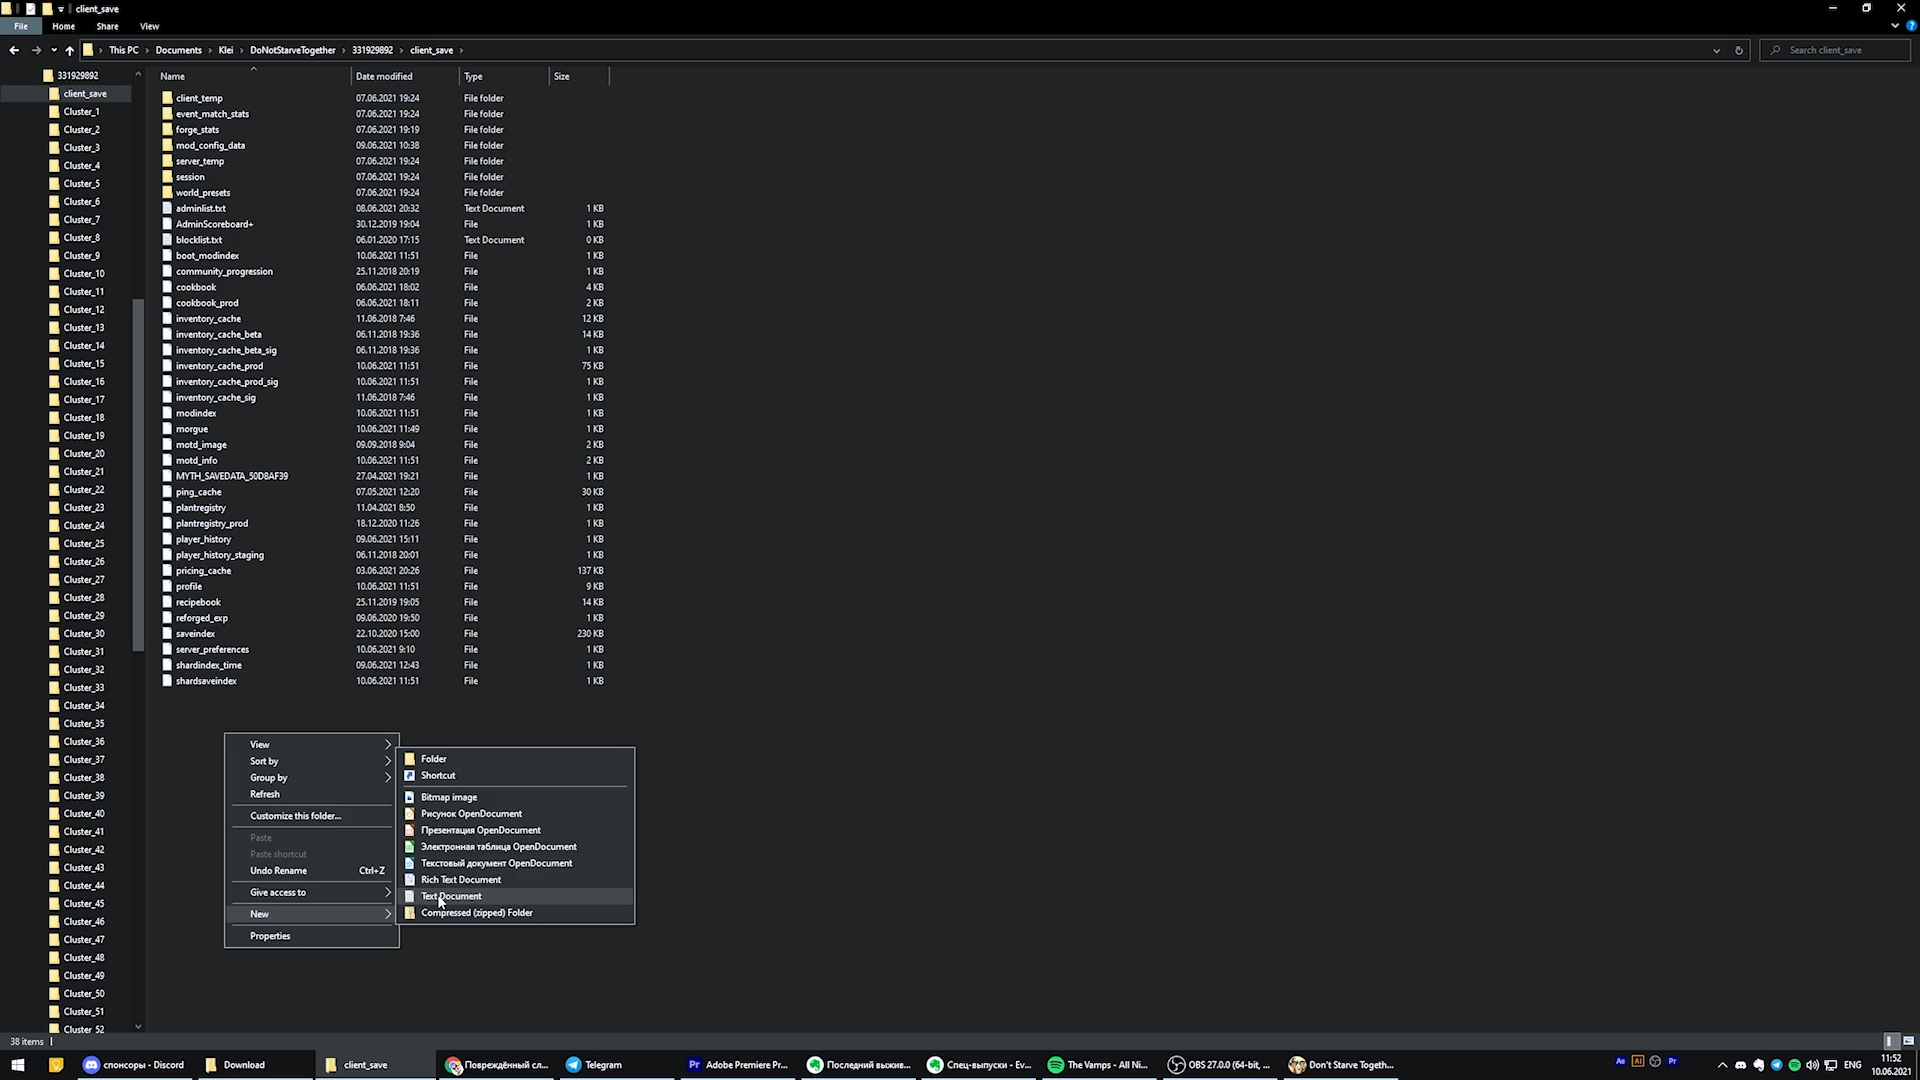 client_save
File Home Share View
This PC Documents Klei DoNotStarveTogether 331929892 client_save Search client_save
331929892
client_save
Cluster_1
Cluster_2
Cluster_3
Cluster_4
Cluster_5
Cluster_6
Cluster_7
Cluster_8
Cluster_9
Cluster_10
Cluster_11
Cluster_12
Cluster_13
Cluster_14
Cluster_15
Cluster_16
Cluster_17
Cluster_18
Cluster_19
Cluster_20
Cluster_21
Cluster_22
Cluster_23
Cluster_24
Cluster_25
Cluster_26
Cluster_27
Cluster_28
Cluster_29
Cluster_30
Cluster_31
Cluster_32
Cluster_33
Cluster_34
Cluster_35
Cluster_36
Cluster_37
Cluster_38
Cluster_39
Cluster_40
Cluster_41
Cluster_42
Cluster_43
Cluster_44
Cluster_45
Cluster_46
Cluster_47
Cluster_48
Cluster_49
Cluster_50
Cluster_51
Cluster_52
Name Date modified Type Size
client_temp 07.06.2021 19:24 File folder
event_match_stats 07.06.2021 19:24 File folder
forge_stats 07.06.2021 19:19 File folder
mod_config_data 09.06.2021 10:38 File folder
server_temp 07.06.2021 19:24 File folder
session 07.06.2021 19:24 File folder
world_presets 07.06.2021 19:24 File folder
adminlist.txt 08.06.2021 20:32 Text Document 1 KB
AdminScoreboard+ 30.12.2019 19:04 File 1 KB
blocklist.txt 06.01.2020 17:15 Text Document 0 KB
boot_modindex 10.06.2021 11:51 File 1 KB
community_progression 25.11.2018 20:19 File 1 KB
cookbook 06.06.2021 18:02 File 4 KB
cookbook_prod 06.06.2021 18:11 File 2 KB
inventory_cache 11.06.2018 7:46 File 12 KB
inventory_cache_beta 06.11.2018 19:36 File 14 KB
inventory_cache_beta_sig 06.11.2018 19:36 File 1 KB
inventory_cache_prod 10.06.2021 11:51 File 75 KB
inventory_cache_prod_sig 10.06.2021 11:51 File 1 KB
inventory_cache_sig 11.06.2018 7:46 File 1 KB
modindex 10.06.2021 11:51 File 1 KB
morgue 10.06.2021 11:49 File 1 KB
motd_image 09.09.2018 9:04 File 2 KB
motd_info 10.06.2021 11:51 File 2 KB
MYTH_SAVEDATA_50D8AF39 27.04.2021 19:21 File 1 KB
ping_cache 07.05.2021 12:20 File 30 KB
plantregistry 11.04.2021 8:50 File 1 KB
plantregistry_prod 18.12.2020 11:26 File 1 KB
player_history 09.06.2021 15:11 File 1 KB
player_history_staging 06.11.2018 20:01 File 1 KB
pricing_cache 03.06.2021 20:26 File 137 KB
profile 10.06.2021 11:51 File 9 KB
recipebook 25.11.2019 19:05 File 14 KB
reforged_exp 09.06.2020 19:50 File 1 KB
saveindex 22.10.2020 15:00 File 230 KB
server_preferences 10.06.2021 9:10 File 1 KB
shardindex_time 09.06.2021 12:43 File 1 KB
shardsaveindex 10.06.2021 11:51 File 1 KB
View
Sort by
Group by
Refresh
Customize this folder...
Paste
Paste shortcut
Undo Rename Ctrl+Z
Give access to
New
Properties
Folder
Shortcut
Bitmap image
Рисунок OpenDocument
Презентация OpenDocument
Электронная таблица OpenDocument
Текстовый документ OpenDocument
Rich Text Document
Text Document
Compressed (zipped) Folder
38 items
спонсоры - Discord Download client_save Повреждённый сл... Telegram Pr Adobe Premiere Pr... Последний выжив... Спец-выпуски - Ev... The Vamps - All Ni... OBS 27.0.0 (64-bit, ... Don't Starve Togeth... Ae Ai Pr ENG 11:52
10.06.2021